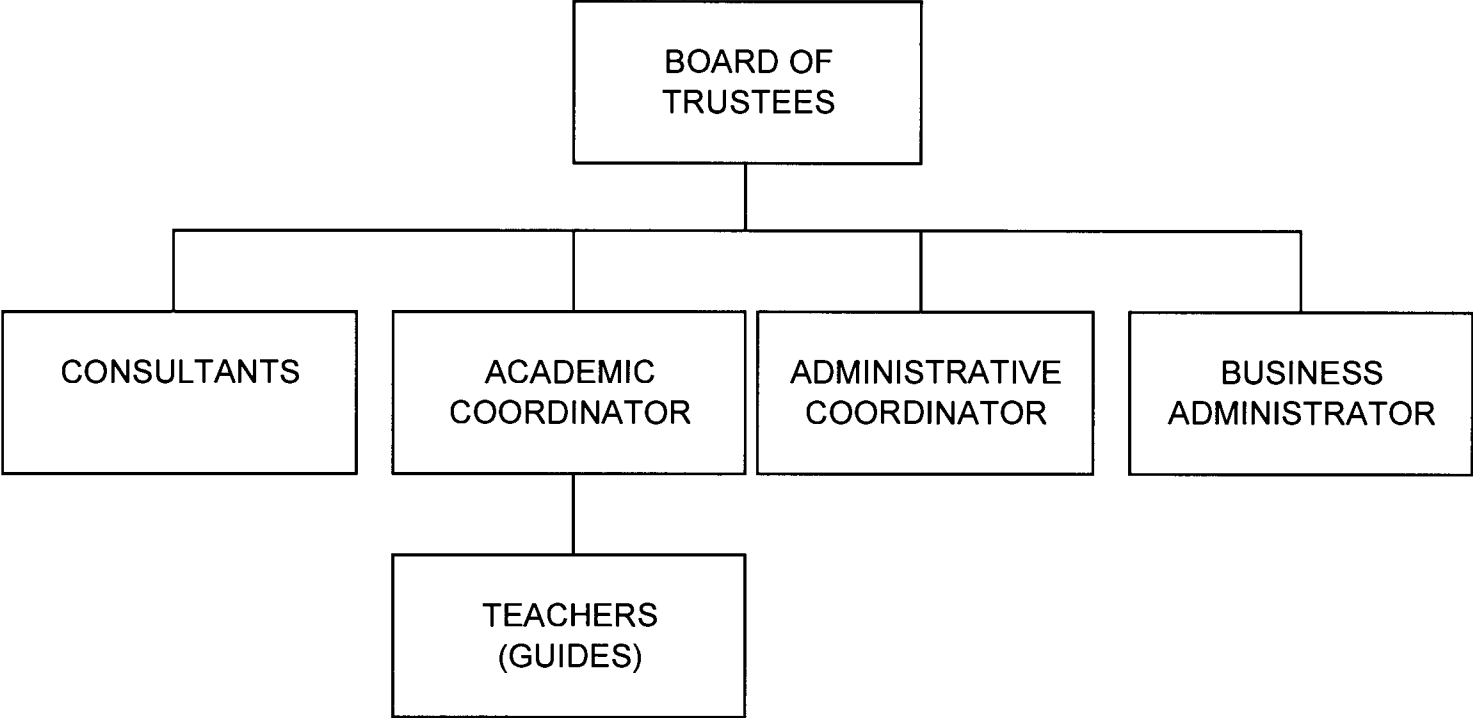 BOARD OF
TRUSTEES
CONSULTANTS
ACADEMIC
COORDINATOR
ADMINISTRATIVE
COORDINATOR
BUSINESS
ADMINISTRATOR
TEACHERS
(GUIDES)